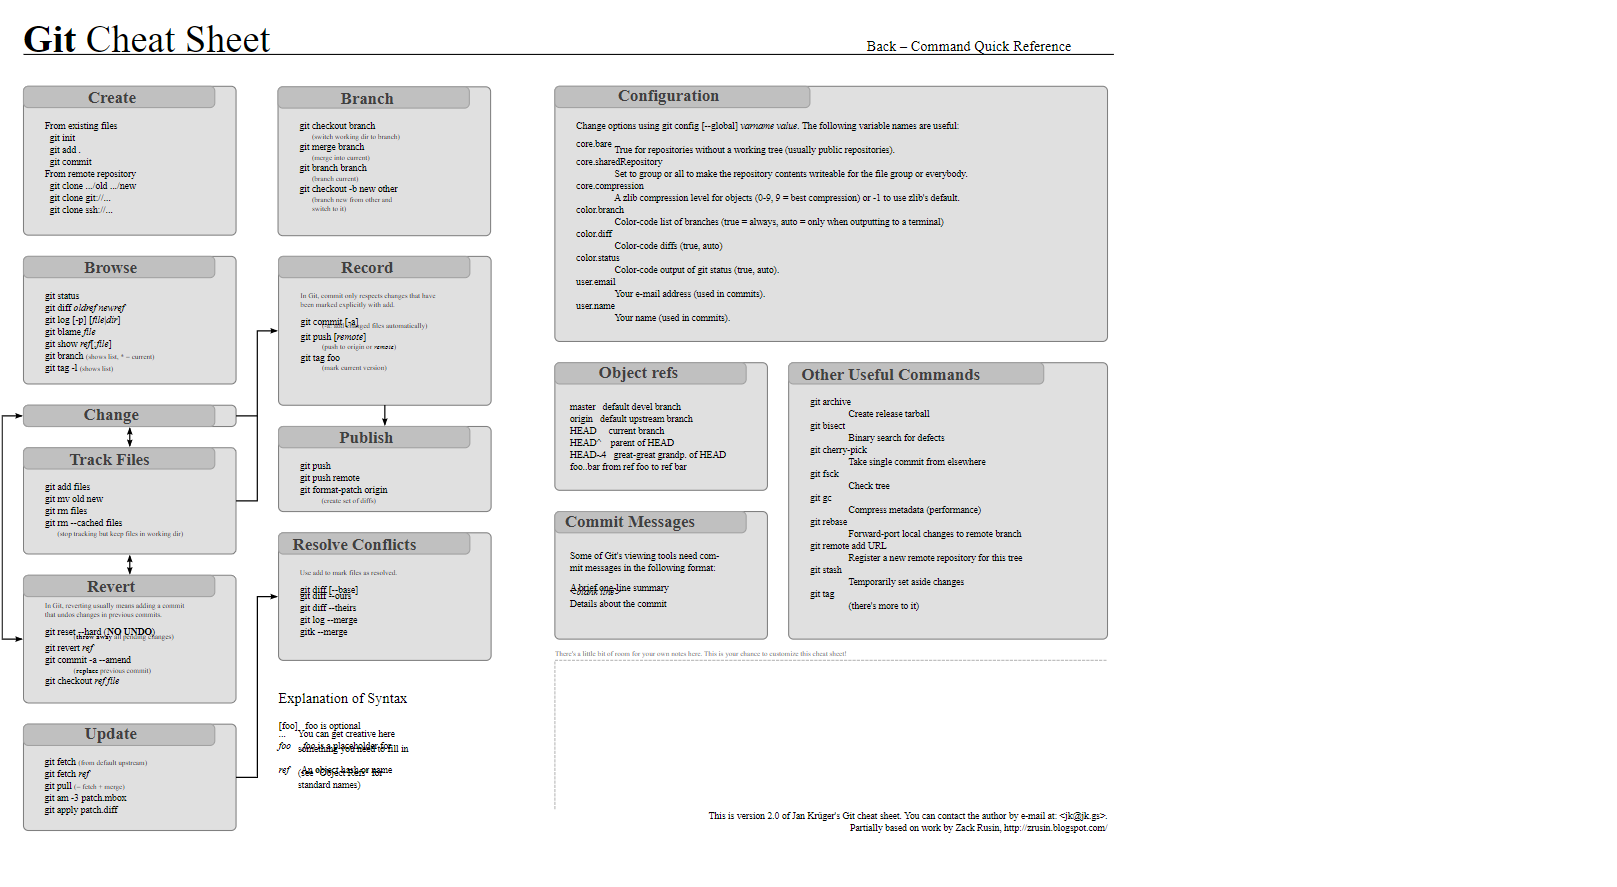 Git Cheat Sheet
Back – Command Quick Reference
Create
From existing files
git init
git add .
git commit
From remote repository
git clone .../old .../new
git clone git://...
git clone ssh://...
Branch
git checkout branch
(switch working dir to branch)
git merge branch
(merge into current)
git branch branch
(branch current)
git checkout -b new other
(branch new from other and
switch to it)
Browse
git status
git diff oldref newref
git log [-p] [file|dir]
git blame file
git show ref[:file]
git branch (shows list, * = current)
git tag -l (shows list)
Record
In Git, commit only respects changes that have
been marked explicitly with add.
git commit [-a]
(-a: add changed files automatically)
git push [remote]
(push to origin or remote)
git tag foo
(mark current version)
Change
Track Files
git add files
git mv old new
git rm files
git rm --cached files
(stop tracking but keep files in working dir)
Publish
git push
git push remote
git format-patch origin
(create set of diffs)
Revert
In Git, reverting usually means adding a commit
that undos changes in previous commits.
git reset --hard (NO UNDO)
(throw away all pending changes)
git revert ref
git commit -a --amend
(replace previous commit)
git checkout ref file
Resolve Conflicts
Use add to mark files as resolved.
git diff [--base]
git diff --ours
git diff --theirs
git log --merge
gitk --merge
Update
git fetch (from default upstream)
git fetch ref
git pull (= fetch + merge)
git am -3 patch.mbox
git apply patch.diff
Explanation of Syntax
[foo] foo is optional
... You can get creative here
foo foo is a placeholder for
something you need to fill in
ref An object hash or name
(see "Object Refs" for
standard names)
Configuration
Change options using git config [--global] varname value. The following variable names are useful:
core.bare
True for repositories without a working tree (usually public repositories).
core.sharedRepository
Set to group or all to make the repository contents writeable for the file group or everybody.
core.compression
A zlib compression level for objects (0-9, 9 = best compression) or -1 to use zlib's default.
color.branch
Color-code list of branches (true = always, auto = only when outputting to a terminal)
color.diff
Color-code diffs (true, auto)
color.status
Color-code output of git status (true, auto).
user.email
Your e-mail address (used in commits).
user.name
Your name (used in commits).
Object refs
master default devel branch
origin default upstream branch
HEAD current branch
HEAD^ parent of HEAD
HEAD~4 great-great grandp. of HEAD
foo..bar from ref foo to ref bar
Commit Messages
Some of Git's viewing tools need com-
mit messages in the following format:
A brief one-line summary
<blank line>
Details about the commit
Other Useful Commands
git archive
Create release tarball
git bisect
Binary search for defects
git cherry-pick
Take single commit from elsewhere
git fsck
Check tree
git gc
Compress metadata (performance)
git rebase
Forward-port local changes to remote branch
git remote add URL
Register a new remote repository for this tree
git stash
Temporarily set aside changes
git tag
(there's more to it)
There's a little bit of room for your own notes here. This is your chance to customize this cheat sheet!
This is version 2.0 of Jan Krüger's Git cheat sheet. You can contact the author by e-mail at: <jk@jk.gs>.
Partially based on work by Zack Rusin, http://zrusin.blogspot.com/